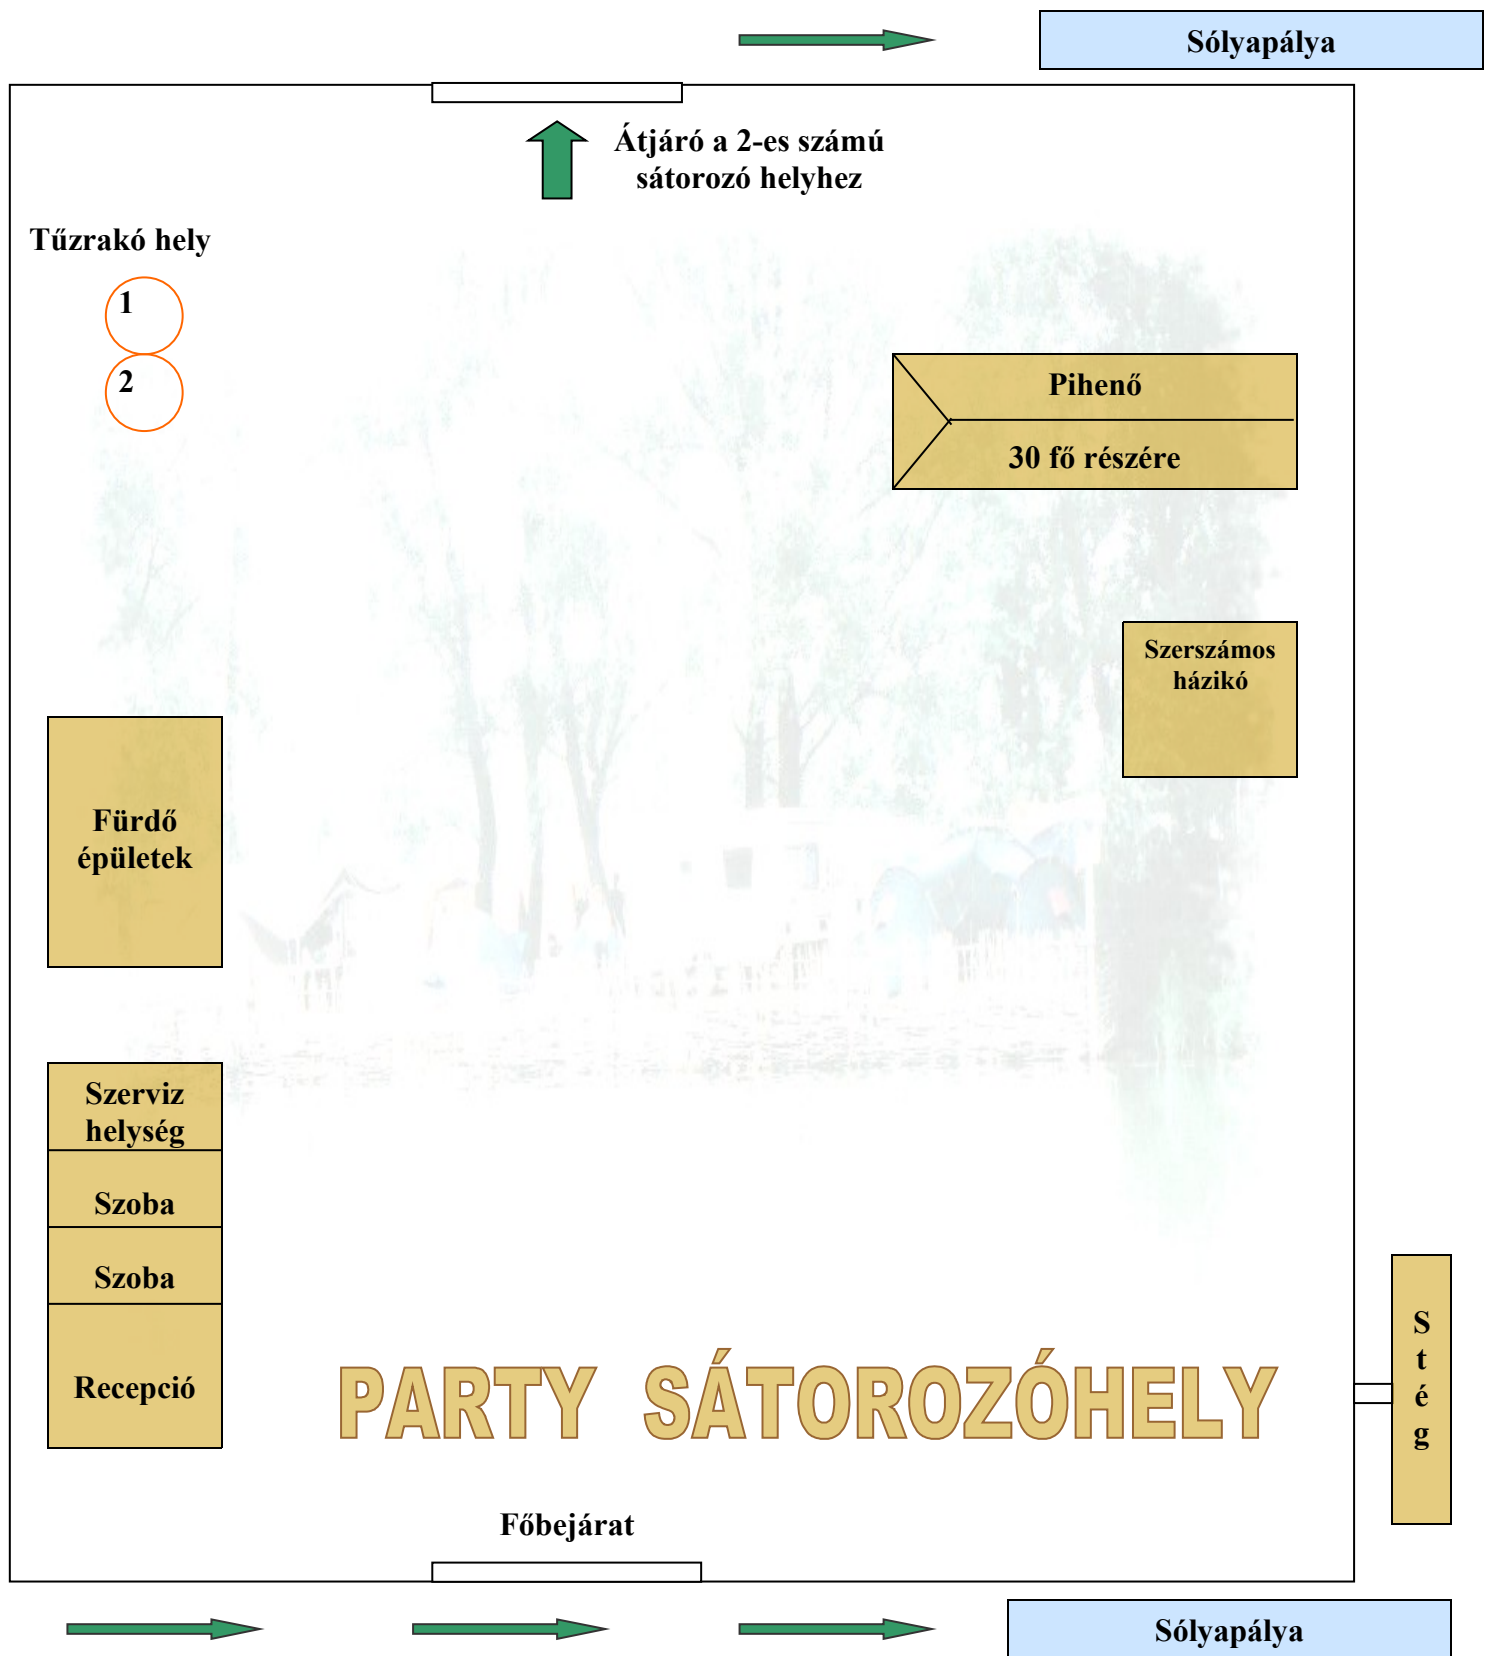 Sólyapálya
Átjáró a 2-es számú
sátorozó helyhez
Tűzrakó hely
1
2
Pihenő
30 fő részére
Szerszámos
házikó
Fürdő
épületek
Szerviz
helység
Szoba
Szoba
Recepció
PARTY SÁTOROZÓHELY
S
t
é
g
Főbejárat
Sólyapálya